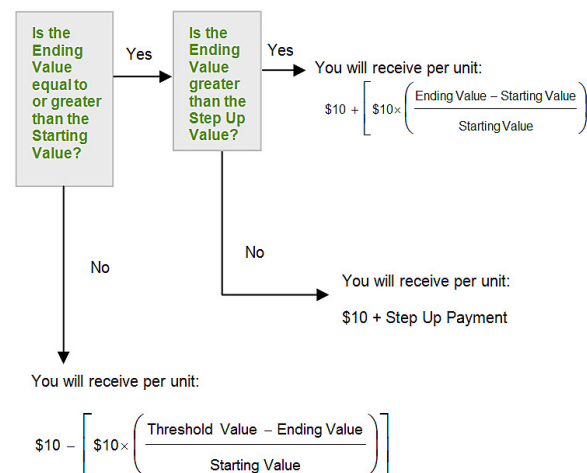 Is the
Ending
Value
equal to
or greater
than the
Starting
Value?
Yes
Is the
Ending
Value
greater
than the
Step Up
Value?
Yes
You will receive per unit:
$10 + [ $10× ( Ending Value – Starting Value
Starting Value )
No
No
You will receive per unit:
$10 + Step Up Payment
You will receive per unit:
$10 – [ $10× ( Threshold Value – Ending Value
Starting Value ) ]